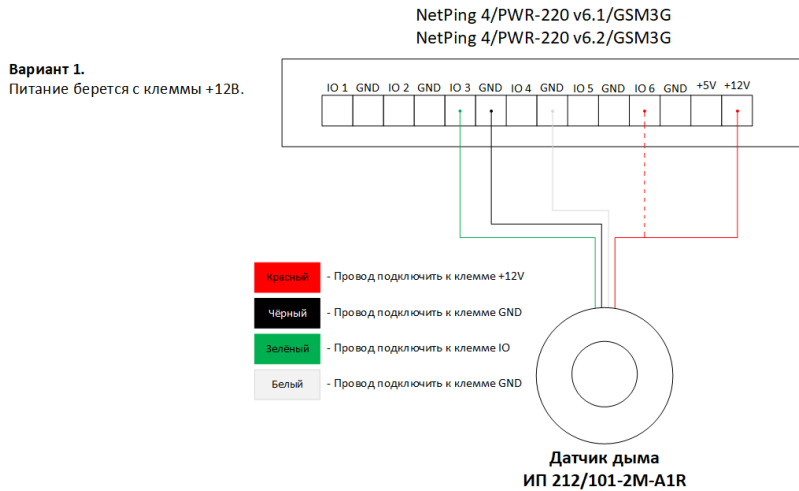 NetPing 4/PWR-220 v6.1/GSM3G
NetPing 4/PWR-220 v6.2/GSM3G
Вариант 1.
Питание берется с клеммы +12В.
IO 1 GND IO 2 GND IO 3 GND IO 4 GND IO 5 GND IO 6 GND +5V +12V
Красный - Провод подключить к клемме +12V
Чёрный - Провод подключить к клемме GND
Зелёный - Провод подключить к клемме IO
Белый - Провод подключить к клемме GND
Датчик дыма
ИП 212/101-2М-A1R